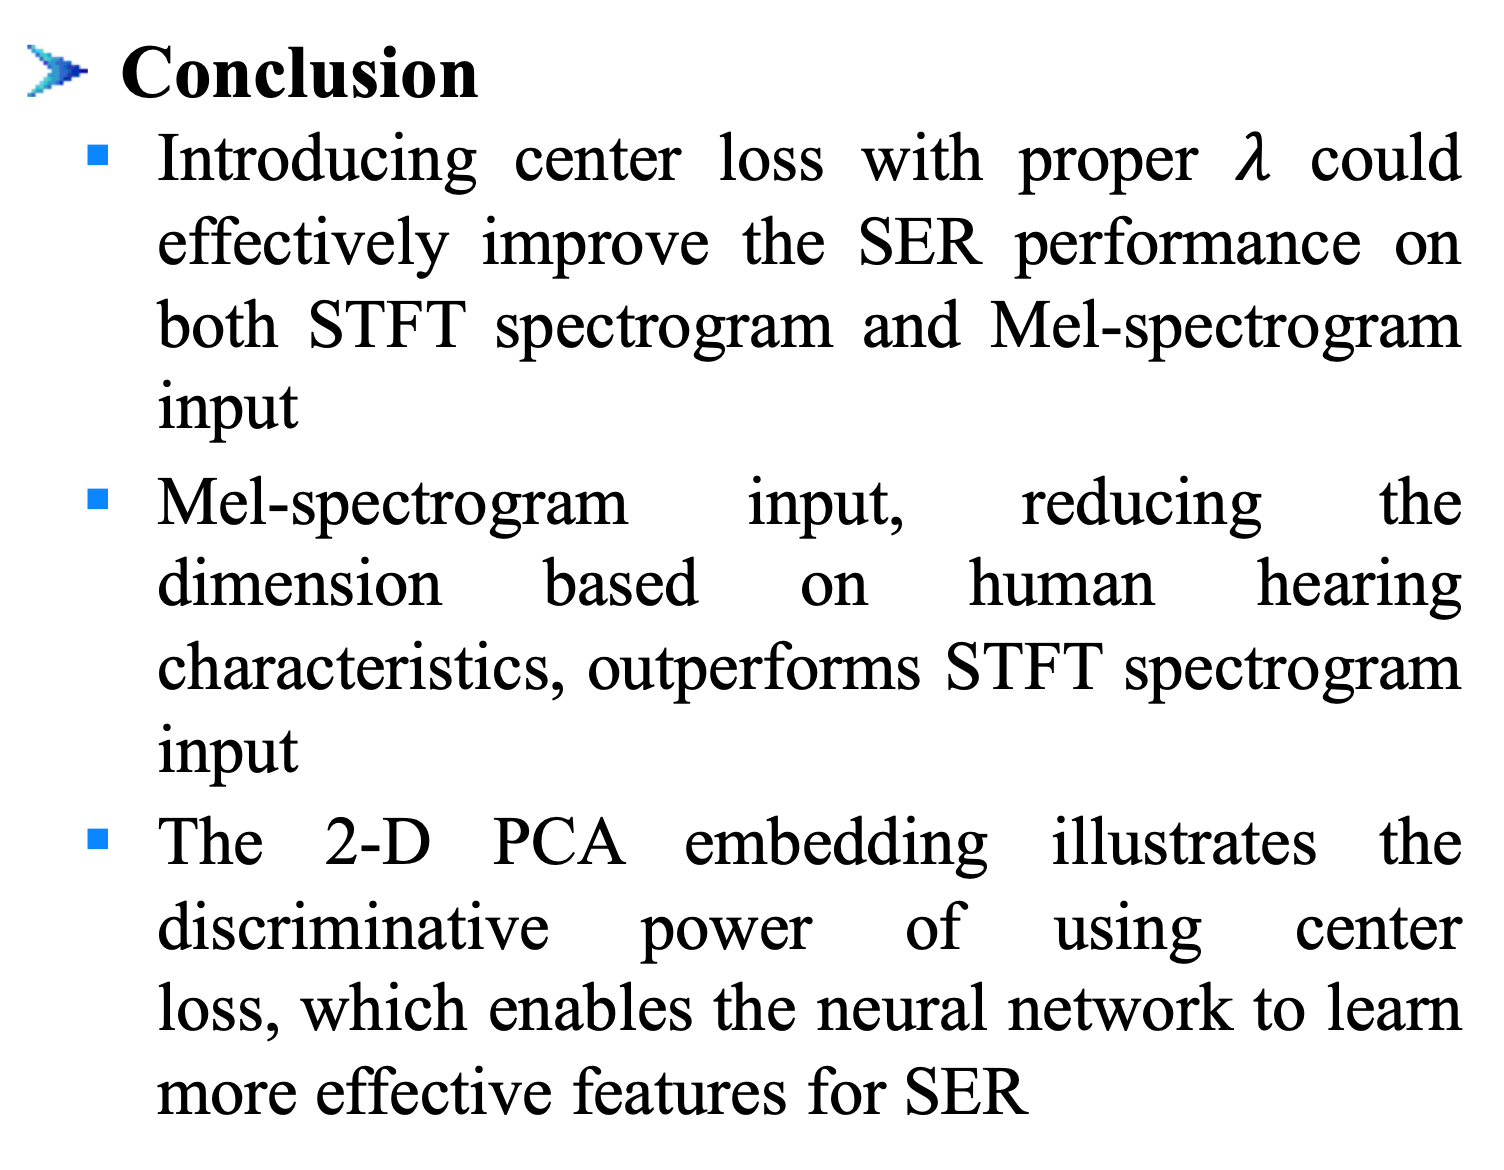 Conclusion
Introducing center loss with proper λ could
effectively improve the SER performance on
both STFT spectrogram and Mel-spectrogram
input
Mel-spectrogram input, reducing the
dimension based on human hearing
characteristics, outperforms STFT spectrogram
input
The 2-D PCA embedding illustrates the
discriminative power of using center
loss, which enables the neural network to learn
more effective features for SER